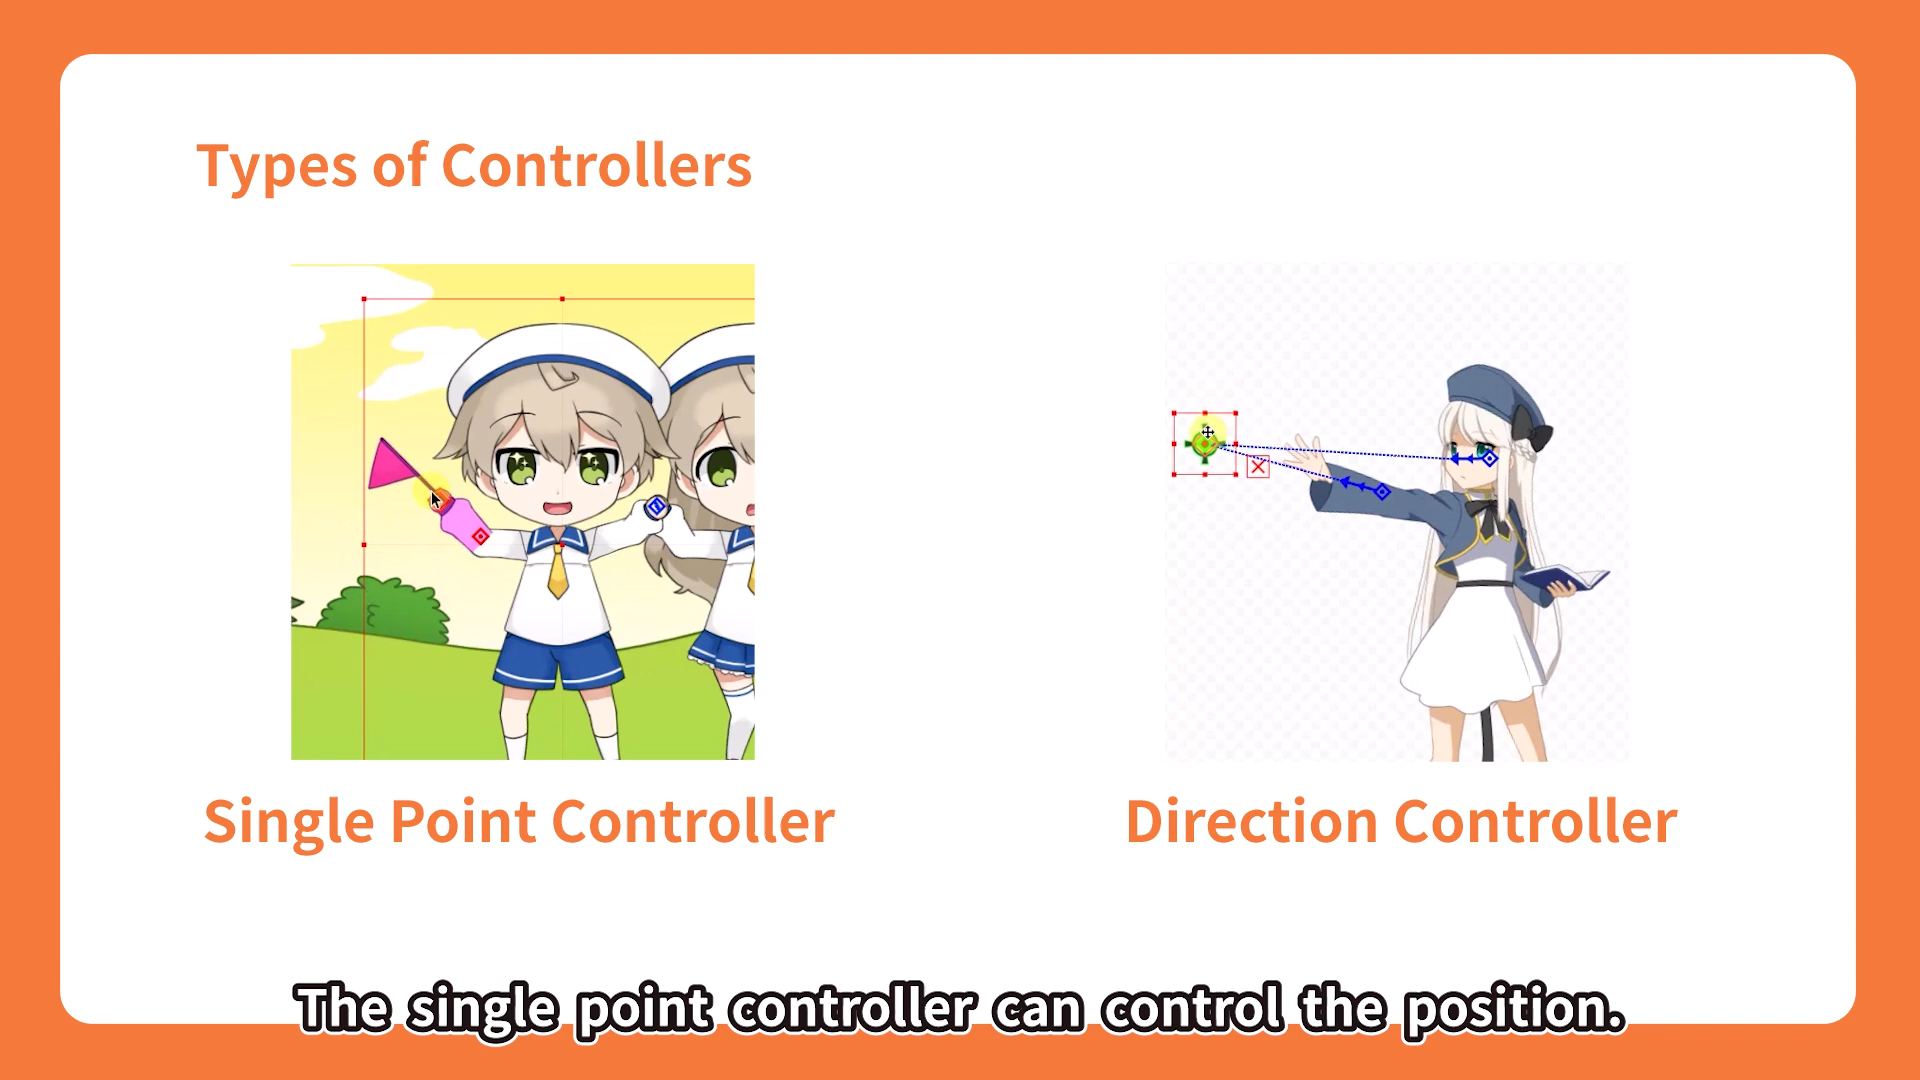 Types of Controllers
Single Point Controller
Direction Controller
The single point controller can control the position.